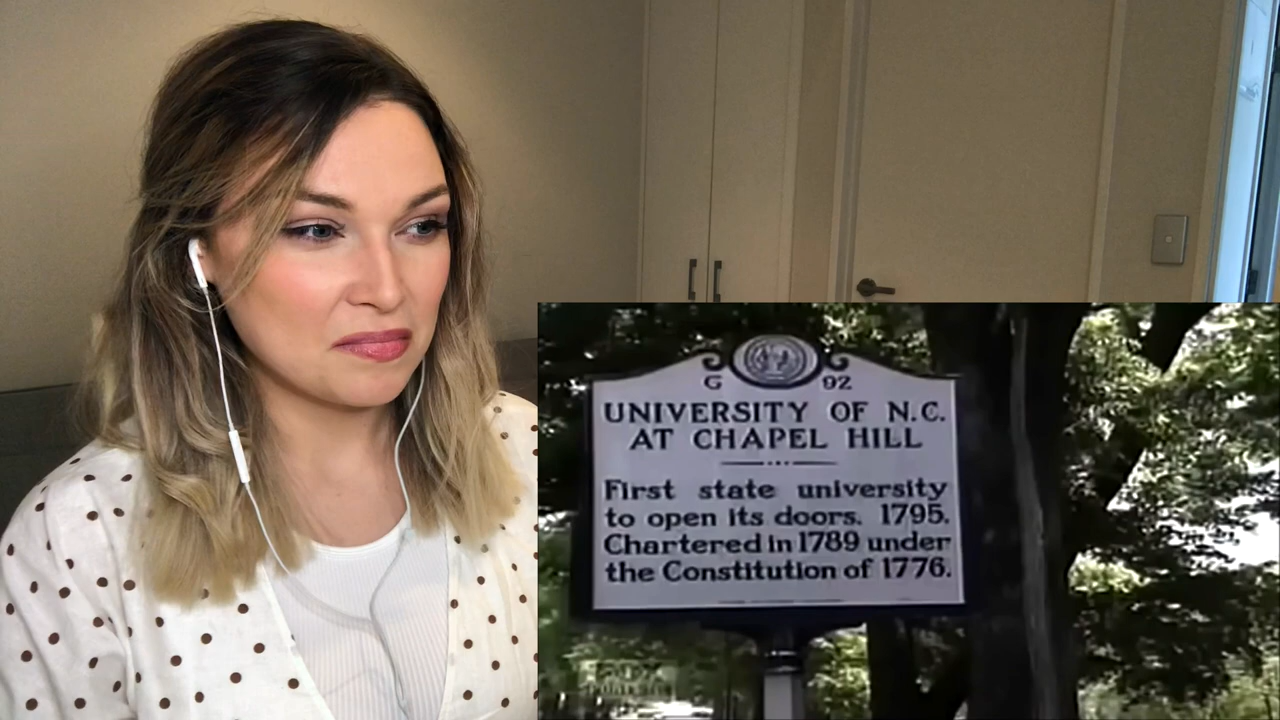 G 92
UNIVERSITY OF N.C.
AT CHAPEL HILL
First state university
to open its doors. 1795.
Chartered in 1789 under
the Constitution of 1776.